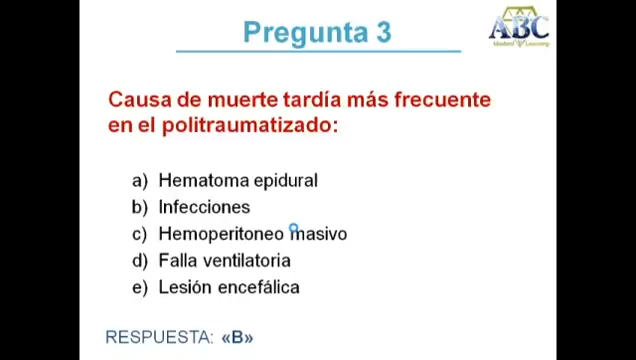 Pregunta 3
ABC
Causa de muerte tardía más frecuente
en el politraumatizado:
a) Hematoma epidural
b) Infecciones
c) Hemoperitoneo masivo
d) Falla ventilatoria
e) Lesión encefálica
RESPUESTA: «B»